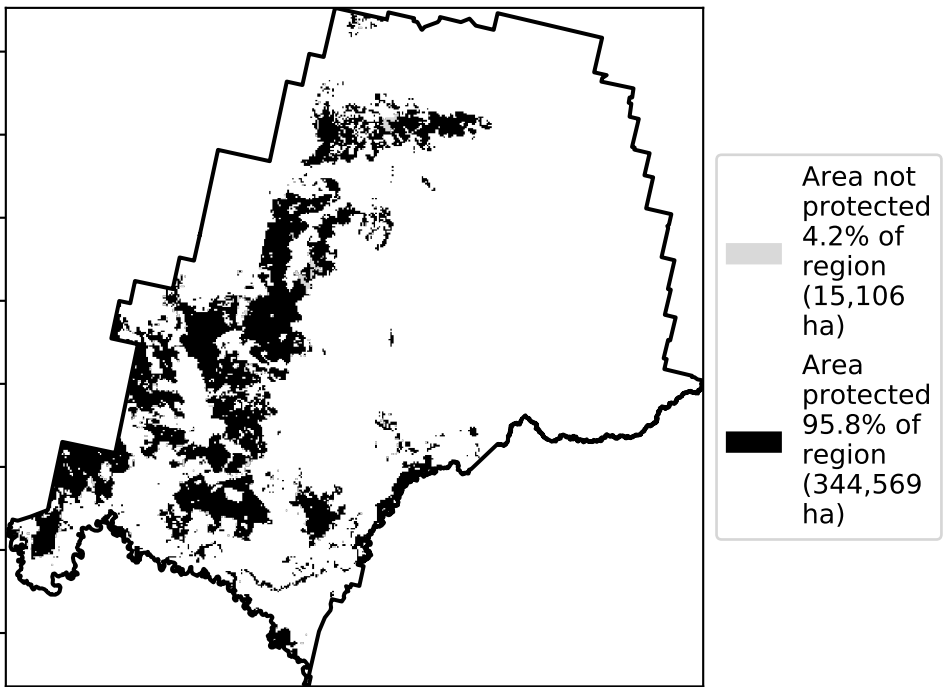 Area not
protected
4.2% of
region
(15,106
ha)
Area
protected
95.8% of
region
(344,569
ha)